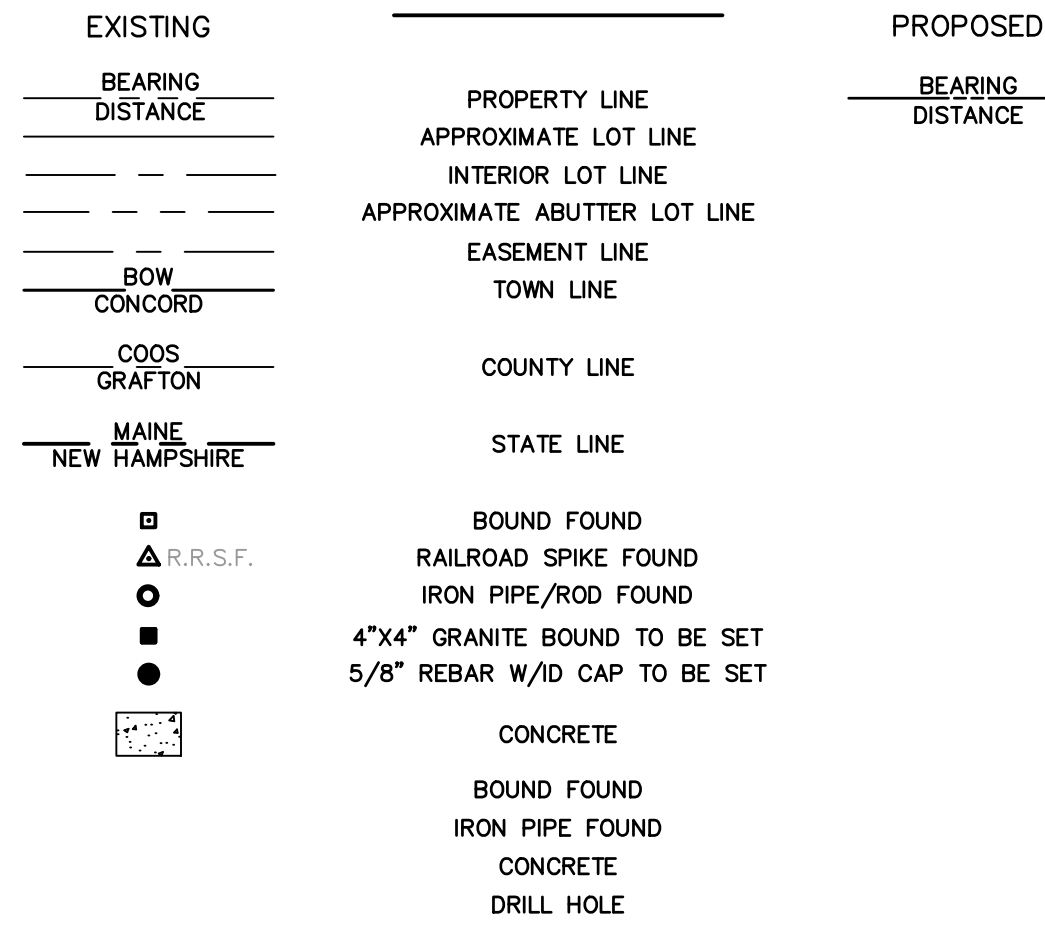 EXISTING PROPOSED
BEARING BEARING
DISTANCE PROPERTY LINE DISTANCE
APPROXIMATE LOT LINE
INTERIOR LOT LINE
APPROXIMATE ABUTTER LOT LINE
EASEMENT LINE
BOW
CONCORD TOWN LINE
COOS
GRAFTON COUNTY LINE
MAINE
NEW HAMPSHIRE STATE LINE
BOUND FOUND
R.R.S.F. RAILROAD SPIKE FOUND
IRON PIPE/ROD FOUND
4"X4" GRANITE BOUND TO BE SET
5/8" REBAR W/ID CAP TO BE SET
CONCRETE
BOUND FOUND
IRON PIPE FOUND
CONCRETE
DRILL HOLE